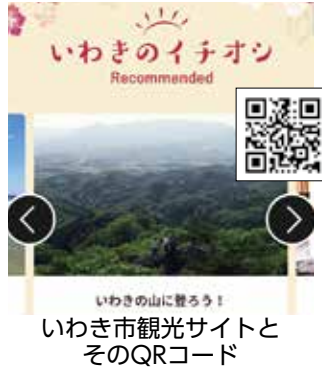 いわきのイチオシ
Recommended
いわきの山に登ろう！
いわき市観光サイトと
そのQRコード